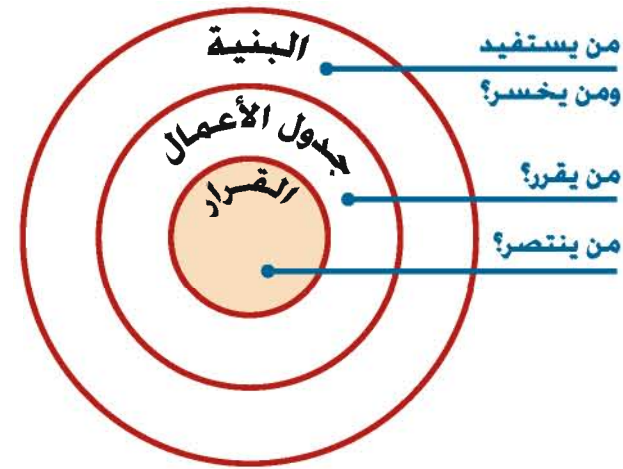 البنية
من يستفيد
ومن يخسر؟
جدول الأعمال
من يقرر؟
القرار
من ينتصر؟